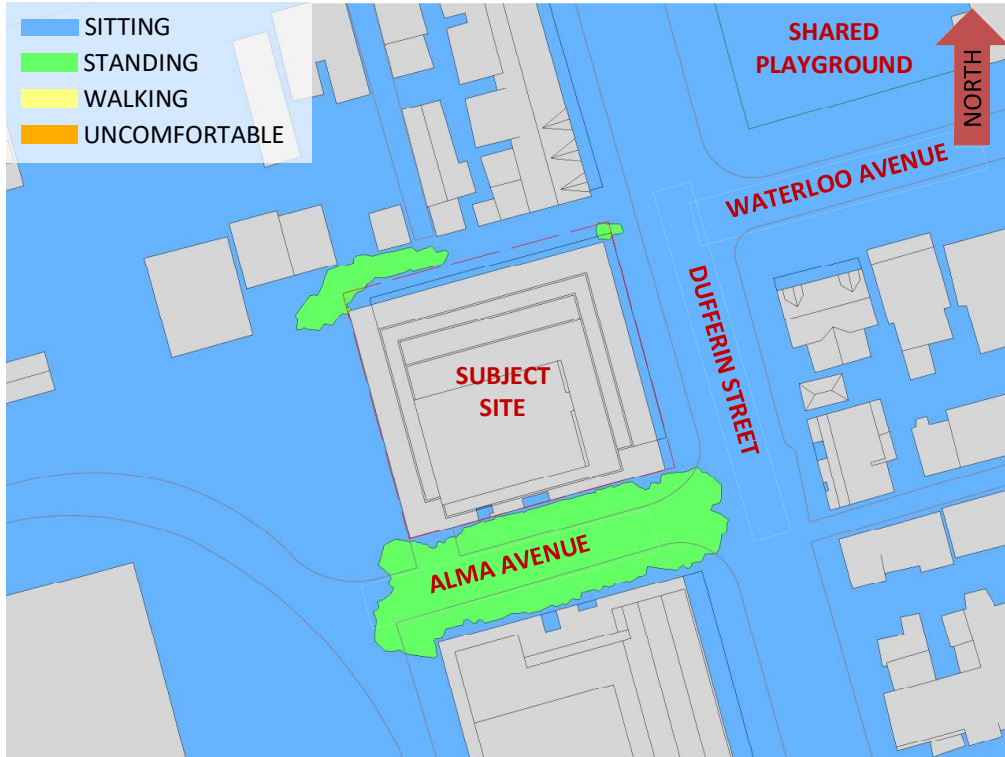 SITTING
STANDING
WALKING
UNCOMFORTABLE
SHARED
PLAYGROUND
NORTH
WATERLOO AVENUE
DUFFERIN STREET
SUBJECT
SITE
ALMA AVENUE